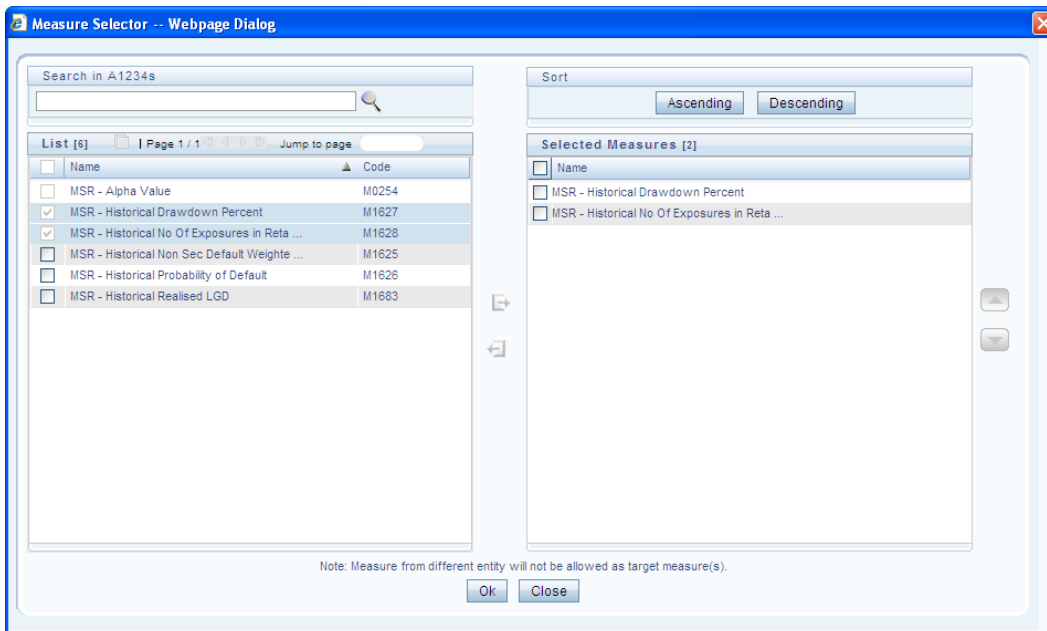 Measure Selector -- Webpage Dialog
Search in A1234s
Sort
Ascending Descending
List [6] | Page 1 / 1 Jump to page
Name Code
MSR - Alpha Value M0254
MSR - Historical Drawdown Percent M1627
MSR - Historical No Of Exposures in Reta ... M1628
MSR - Historical Non Sec Default Weighte ... M1625
MSR - Historical Probability of Default M1626
MSR - Historical Realised LGD M1683
Selected Measures [2]
Name
MSR - Historical Drawdown Percent
MSR - Historical No Of Exposures in Reta ...
Note: Measure from different entity will not be allowed as target measure(s).
Ok Close